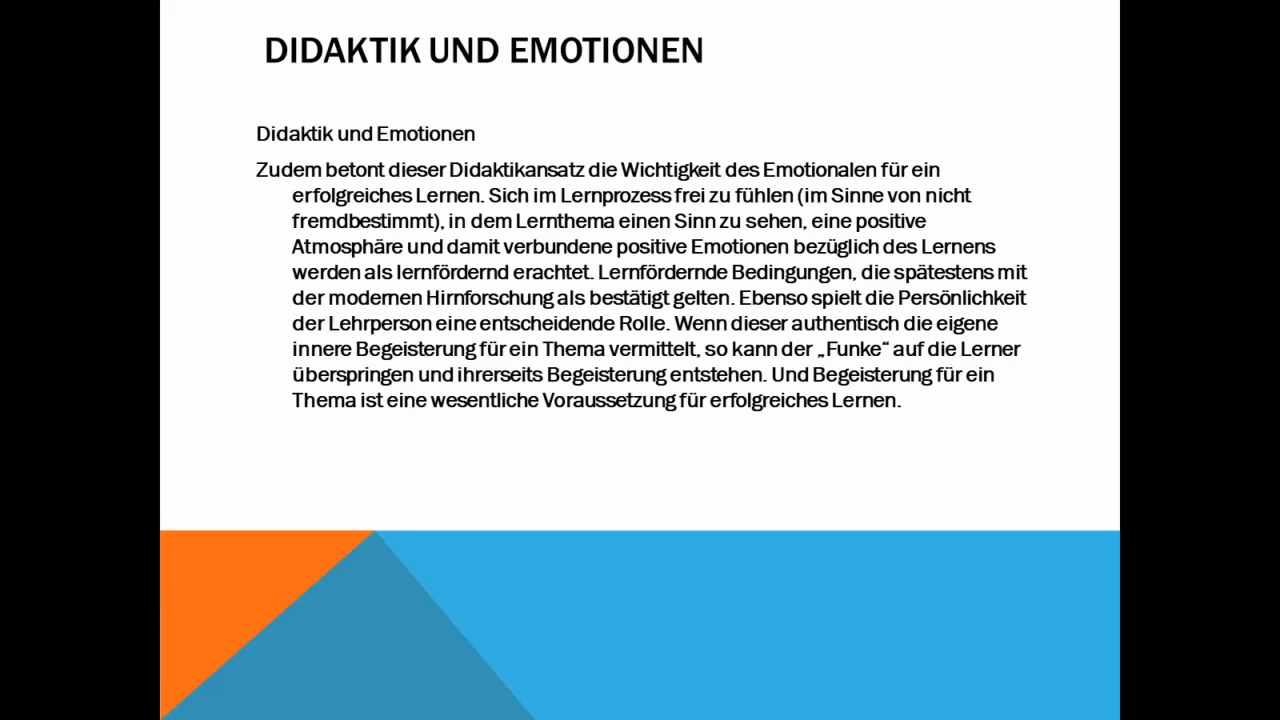 DIDAKTIK UND EMOTIONEN
Didaktik und Emotionen
Zudem betont dieser Didaktikansatz die Wichtigkeit des Emotionalen für ein
erfolgreiches Lernen. Sich im Lernprozess frei zu fühlen (im Sinne von nicht
fremdbestimmt), in dem Lernthema einen Sinn zu sehen, eine positive
Atmosphäre und damit verbundene positive Emotionen bezüglich des Lernens
werden als lernfördernd erachtet. Lernfördernde Bedingungen, die spätestens mit
der modernen Hirnforschung als bestätigt gelten. Ebenso spielt die Persönlichkeit
der Lehrperson eine entscheidende Rolle. Wenn dieser authentisch die eigene
innere Begeisterung für ein Thema vermittelt, so kann der „Funke“ auf die Lerner
überspringen und ihrerseits Begeisterung entstehen. Und Begeisterung für ein
Thema ist eine wesentliche Voraussetzung für erfolgreiches Lernen.